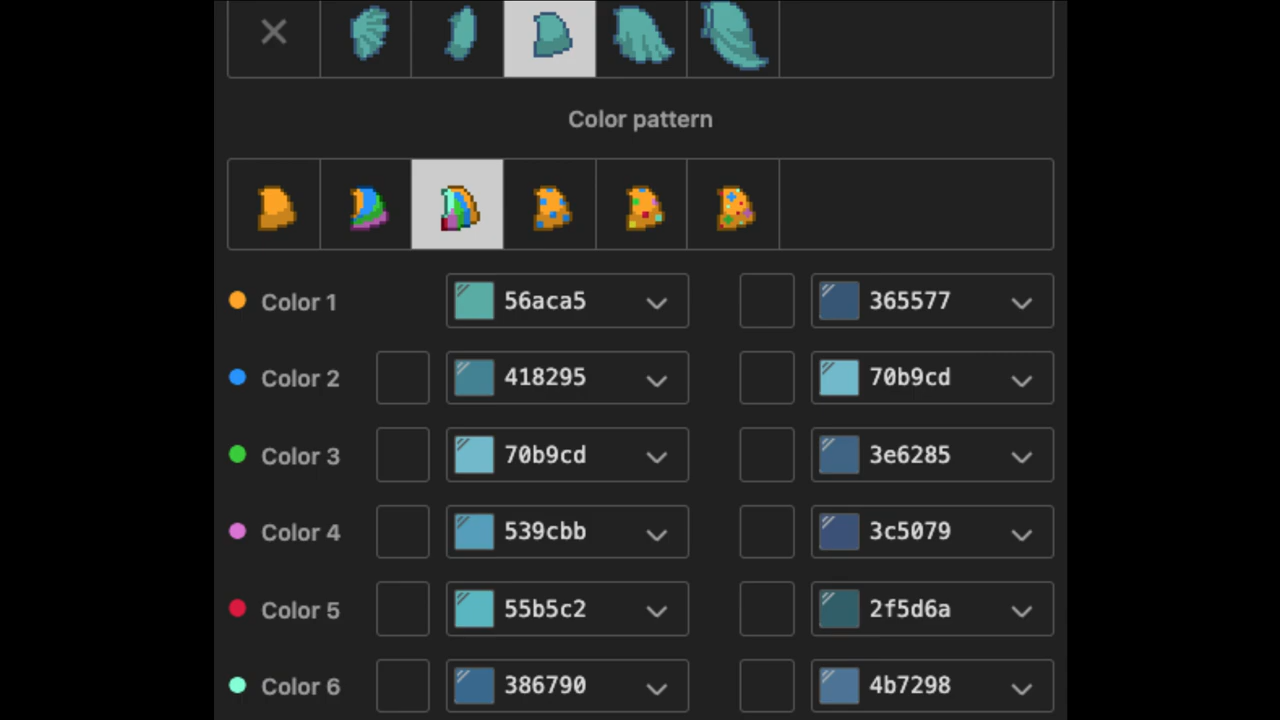 Color pattern
Color 1 56aca5 365577
Color 2 418295 70b9cd
Color 3 70b9cd 3e6285
Color 4 539cbb 3c5079
Color 5 55b5c2 2f5d6a
Color 6 386790 4b7298